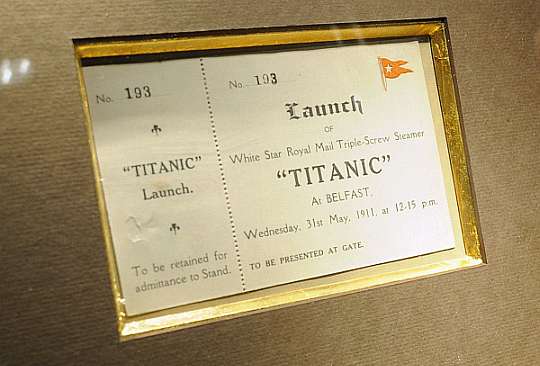 No. 193
"TITANIC"
Launch.
To be retained for
admittance to Stand.
No. 193
Launch
OF
White Star Royal Mail Triple-Screw Steamer
"TITANIC"
At BELFAST,
Wednesday, 31st May, 1911, at 12-15 p.m.
TO BE PRESENTED AT GATE.